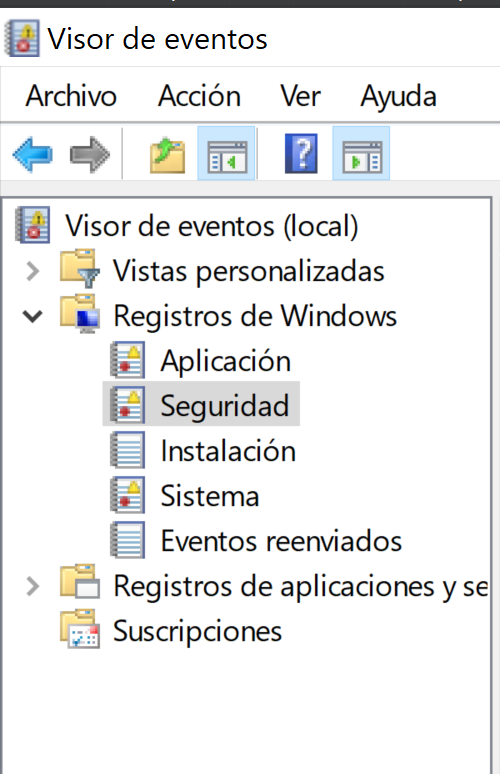 Visor de eventos
Archivo Acción Ver Ayuda
Visor de eventos (local)
Vistas personalizadas
Registros de Windows
Aplicación
Seguridad
Instalación
Sistema
Eventos reenviados
Registros de aplicaciones y se
Suscripciones